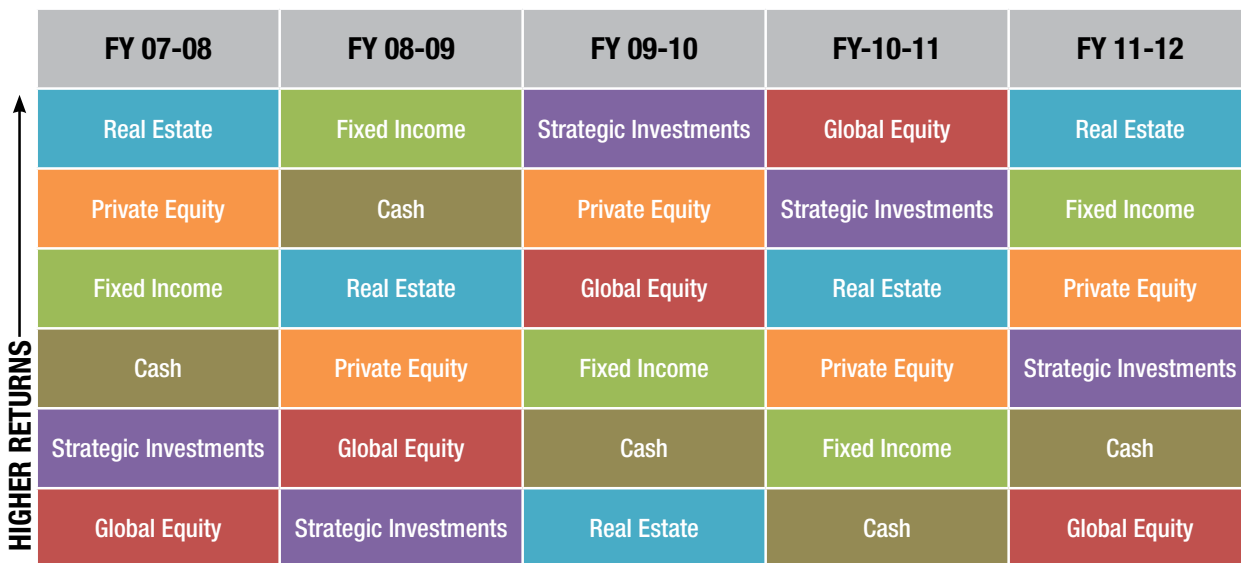 FY 07-08 FY 08-09 FY 09-10 FY-10-11 FY 11-12
Real Estate Fixed Income Strategic Investments Global Equity Real Estate
Private Equity Cash Private Equity Strategic Investments Fixed Income
Fixed Income Real Estate Global Equity Real Estate Private Equity
Cash Private Equity Fixed Income Private Equity Strategic Investments
Strategic Investments Global Equity Cash Fixed Income Cash
Global Equity Strategic Investments Real Estate Cash Global Equity
HIGHER RETURNS